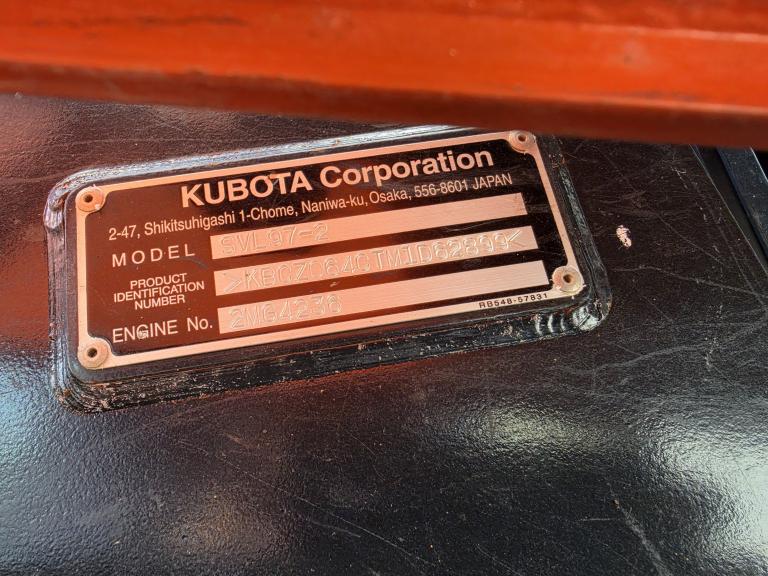 KUBOTA Corporation
2-47, Shikitsuhigashi 1-Chome, Naniwa-ku, Osaka, 556-8601 JAPAN
MODEL SVL97-2
PRODUCT
IDENTIFICATION
NUMBER
>KBCZ064CTM1D62899<
ENGINE No. 2MG4236
RB548-57831